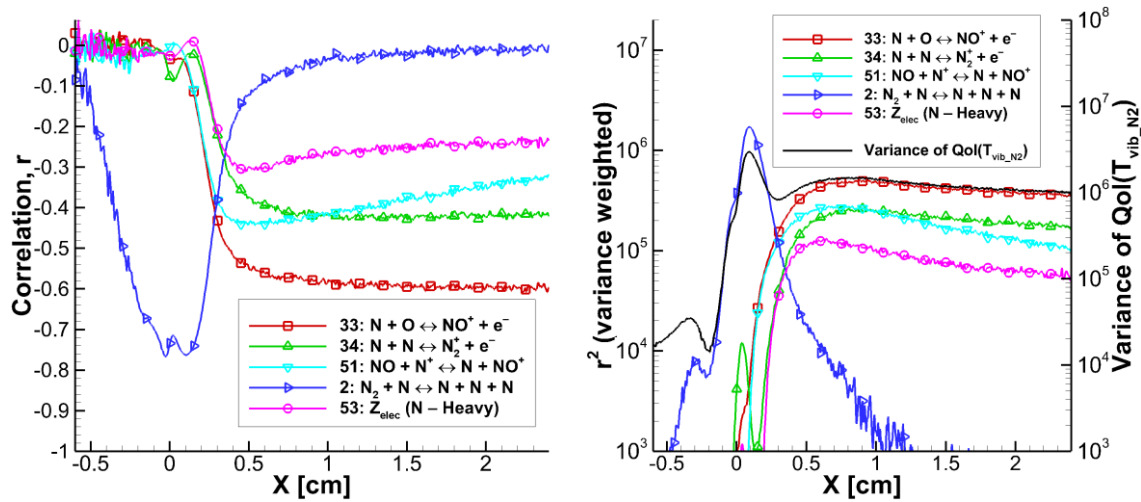 0
-0.1
-0.2
-0.3
-0.4
-0.5
-0.6
-0.7
-0.8
-0.9
-1
Correlation, r
-0.5 0 0.5 1 1.5 2
X [cm]
33: N + O ↔ NO⁺ + e⁻
34: N + N ↔ N₂⁺ + e⁻
51: NO + N⁺ ↔ N + NO⁺
2: N₂ + N ↔ N + N + N
53: Z_elec (N – Heavy)
10⁷
10⁶
10⁵
10⁴
10³
r² (variance weighted)
-0.5 0 0.5 1 1.5 2
X [cm]
33: N + O ↔ NO⁺ + e⁻
34: N + N ↔ N₂⁺ + e⁻
51: NO + N⁺ ↔ N + NO⁺
2: N₂ + N ↔ N + N + N
53: Z_elec (N – Heavy)
Variance of QoI(T_vib_N2)
10⁸
10⁷
10⁶
10⁵
10⁴
10³
Variance of QoI(T_vib_N2)